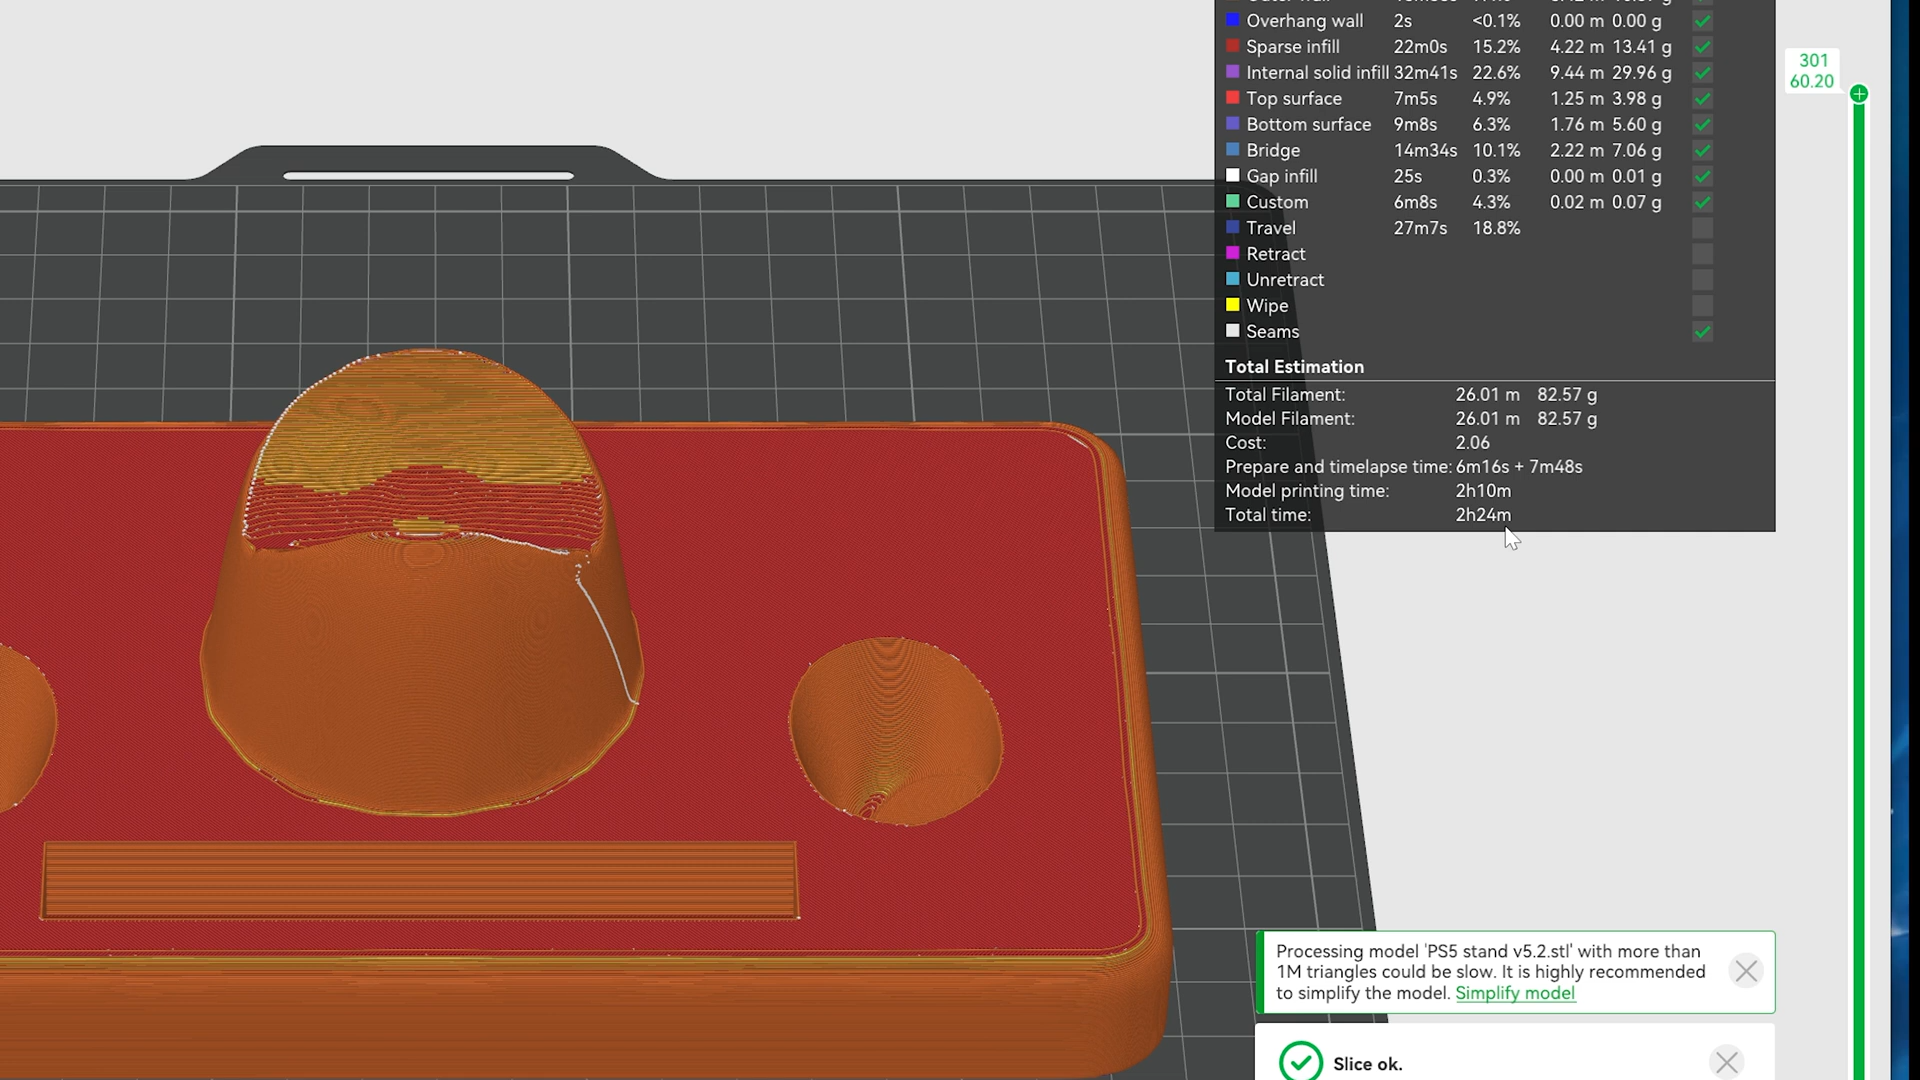 Overhang wall 2s <0.1% 0.00 m 0.00 g
Sparse infill 22m0s 15.2% 4.22 m 13.41 g
Internal solid infill 32m41s 22.6% 9.44 m 29.96 g
Top surface 7m5s 4.9% 1.25 m 3.98 g
Bottom surface 9m8s 6.3% 1.76 m 5.60 g
Bridge 14m34s 10.1% 2.22 m 7.06 g
Gap infill 25s 0.3% 0.00 m 0.01 g
Custom 6m8s 4.3% 0.02 m 0.07 g
Travel 27m7s 18.8%
Retract
Unretract
Wipe
Seams
Total Estimation
Total Filament: 26.01 m 82.57 g
Model Filament: 26.01 m 82.57 g
Cost: 2.06
Prepare and timelapse time: 6m16s + 7m48s
Model printing time: 2h10m
Total time: 2h24m
301
60.20
Processing model 'PS5 stand v5.2.stl' with more than
1M triangles could be slow. It is highly recommended
to simplify the model. Simplify model
Slice ok.